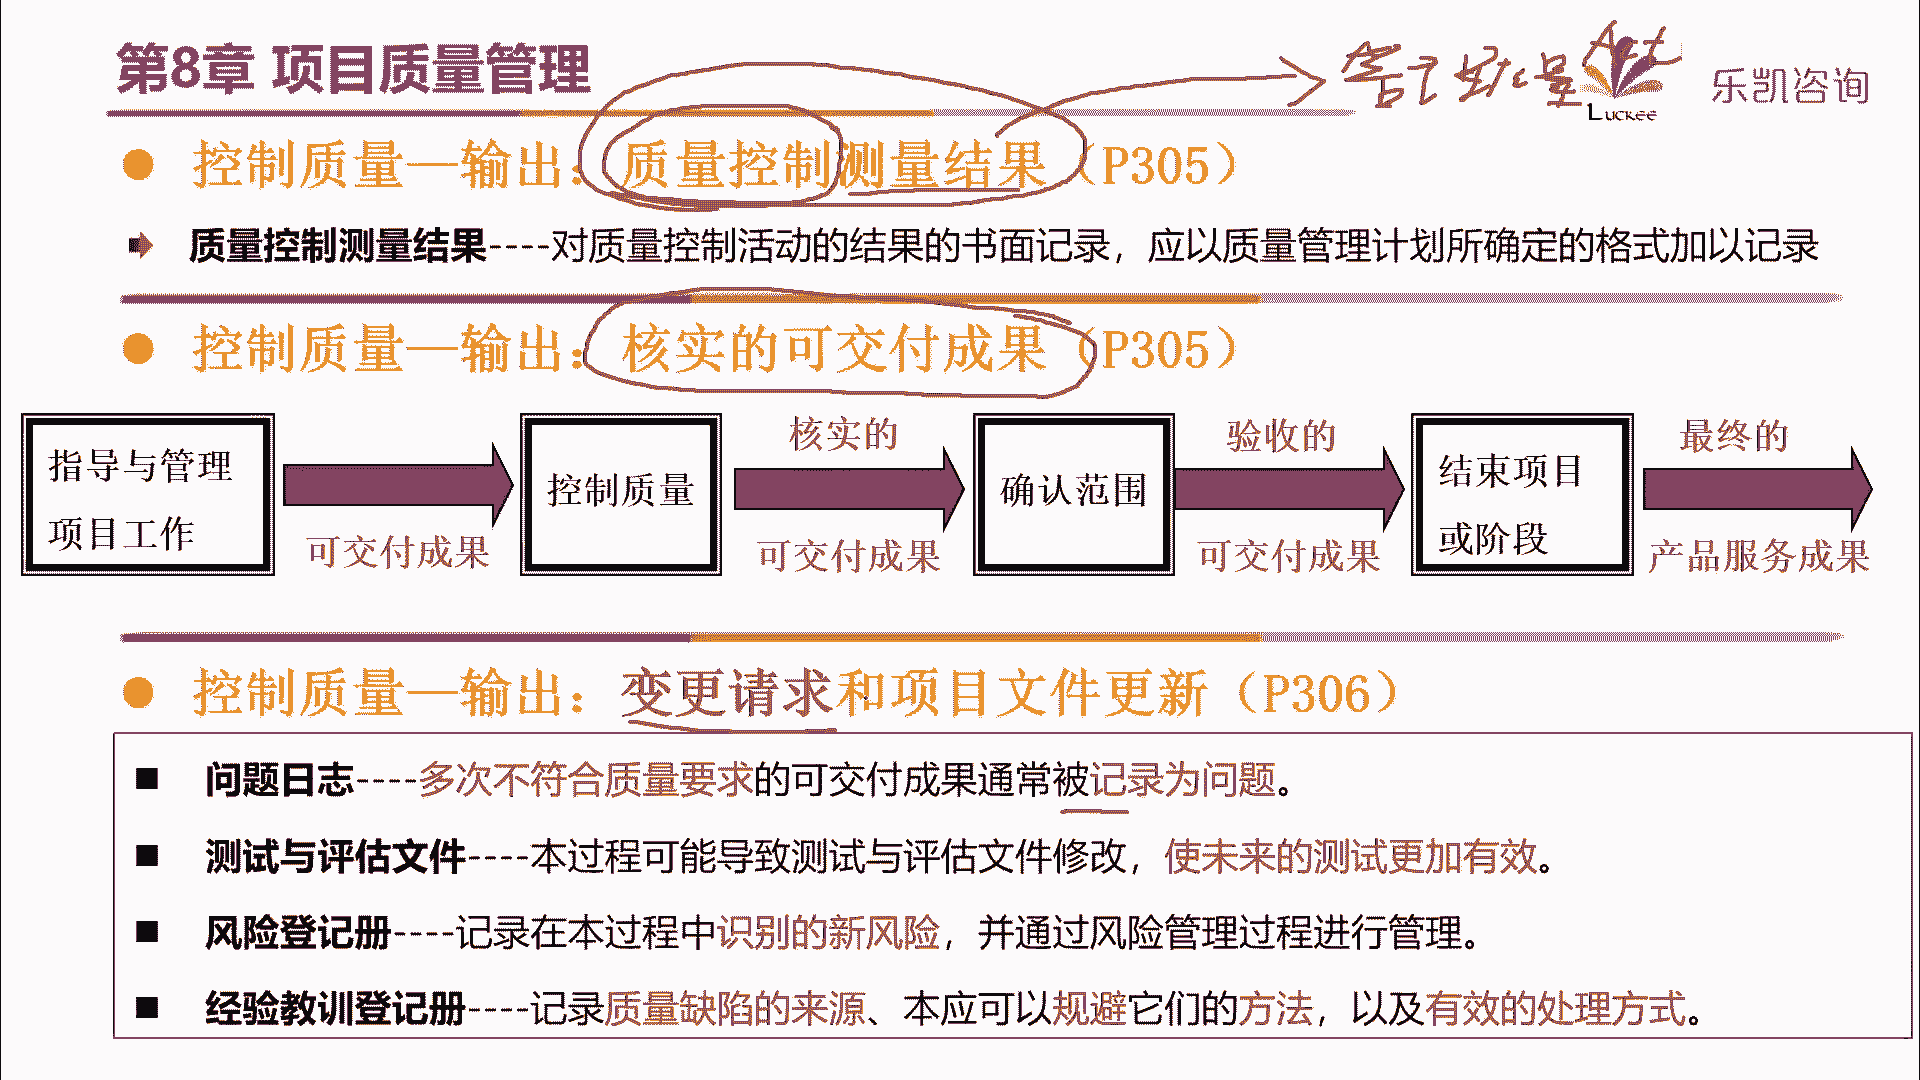 第8章 项目质量管理
Luckee
乐凯咨询
控制质量—输出：质量控制测量结果（P305）
质量控制测量结果----对质量控制活动的结果的书面记录，应以质量管理计划所确定的格式加以记录
控制质量—输出：核实的可交付成果（P305）
指导与管理
项目工作
可交付成果
控制质量
核实的
可交付成果
确认范围
验收的
可交付成果
结束项目
或阶段
最终的
产品服务成果
控制质量—输出：变更请求和项目文件更新（P306）
问题日志----多次不符合质量要求的可交付成果通常被记录为问题。
测试与评估文件----本过程可能导致测试与评估文件修改，使未来的测试更加有效。
风险登记册----记录在本过程中识别的新风险，并通过风险管理过程进行管理。
经验教训登记册----记录质量缺陷的来源、本应可以规避它们的方法，以及有效的处理方式。